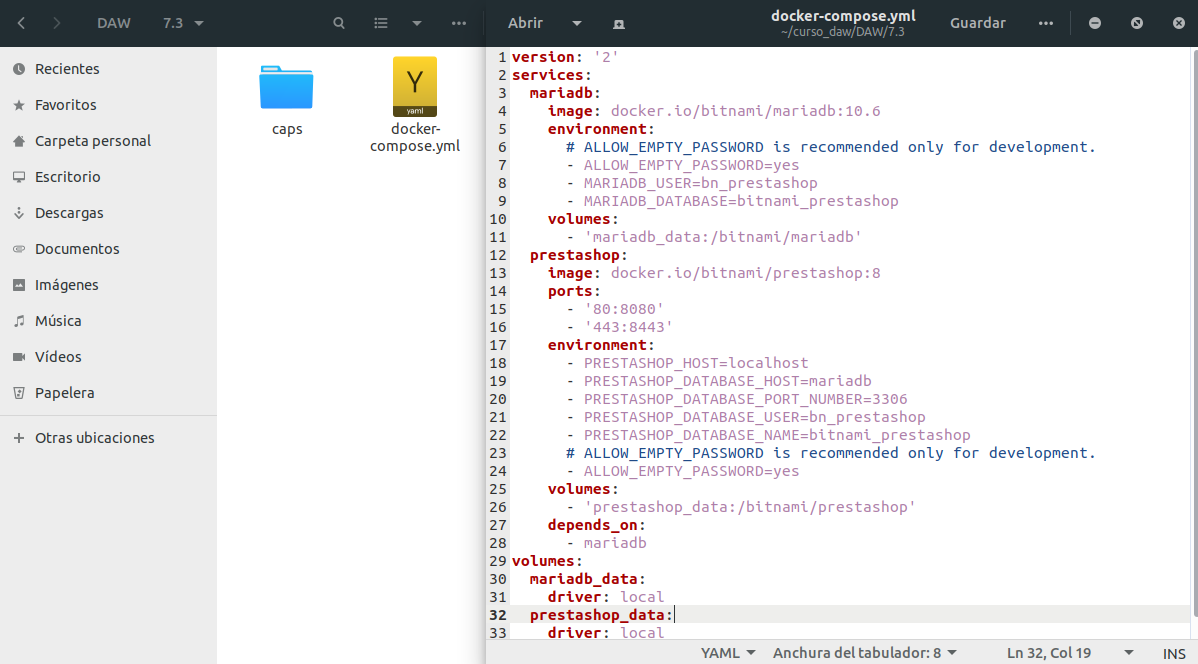 DAW 7.3
Recientes
Favoritos
Carpeta personal
Escritorio
Descargas
Documentos
Imágenes
Música
Vídeos
Papelera
Otras ubicaciones
caps
Y
yaml
docker-
compose.yml
Abrir
docker-compose.yml
~/curso_daw/DAW/7.3
Guardar
1 version: '2'
2 services:
3   mariadb:
4     image: docker.io/bitnami/mariadb:10.6
5     environment:
6       # ALLOW_EMPTY_PASSWORD is recommended only for development.
7       - ALLOW_EMPTY_PASSWORD=yes
8       - MARIADB_USER=bn_prestashop
9       - MARIADB_DATABASE=bitnami_prestashop
10     volumes:
11       - 'mariadb_data:/bitnami/mariadb'
12   prestashop:
13     image: docker.io/bitnami/prestashop:8
14     ports:
15       - '80:8080'
16       - '443:8443'
17     environment:
18       - PRESTASHOP_HOST=localhost
19       - PRESTASHOP_DATABASE_HOST=mariadb
20       - PRESTASHOP_DATABASE_PORT_NUMBER=3306
21       - PRESTASHOP_DATABASE_USER=bn_prestashop
22       - PRESTASHOP_DATABASE_NAME=bitnami_prestashop
23       # ALLOW_EMPTY_PASSWORD is recommended only for development.
24       - ALLOW_EMPTY_PASSWORD=yes
25     volumes:
26       - 'prestashop_data:/bitnami/prestashop'
27     depends_on:
28       - mariadb
29 volumes:
30   mariadb_data:
31     driver: local
32   prestashop_data:
33     driver: local
YAML Anchura del tabulador: 8 Ln 32, Col 19 INS